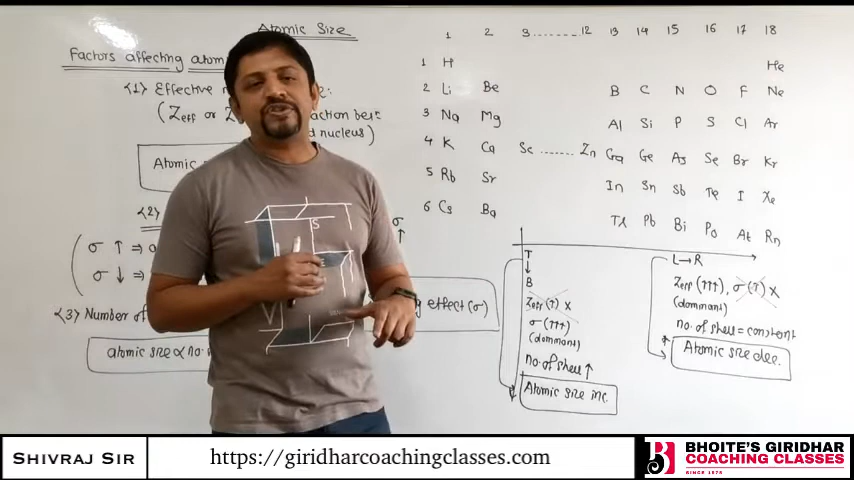 Atomic Size
Factors affecting atom
<1> Effective
(Zeff or Z action betⁿ
d nucleus)
Atomic
<2>
σ ↑ ⇒
σ ↓ ⇒
<3> Number of
atomic size ∝ no.
σ
↑
g effect (σ)
1 2 3........ 12 13 14 15 16 17 18
1 H He
2 Li Be B C N O F Ne
3 Na Mg Al Si P S Cl Ar
4 K Ca Sc ...... Zn Ga Ge As Se Br Kr
5 Rb Sr In Sn Sb Te I Xe
6 Cs Ba Tl Pb Bi Po At Rn
T
↓
B
Zeff (↑) x
σ (↑↑↑)
(dominant)
no. of shell ↑
Atomic size inc.
L→R
Zeff (↑↑↑), σ (↑) x
(dominant)
no. of shell = constant
Atomic size dec.
S
SHIVRAJ SIR
https://giridharcoachingclasses.com
BHOITE'S GIRIDHAR
COACHING CLASSES
SINCE 1975